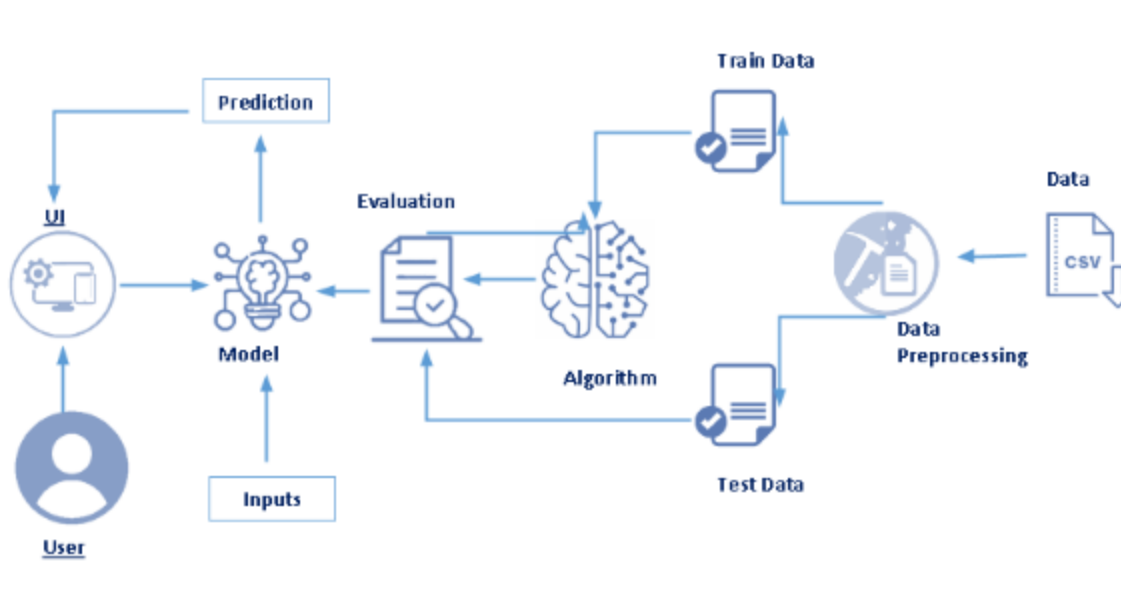 Train Data
Prediction
Data
Evaluation
UI
CSV
Data
Preprocessing
Model
Algorithm
Test Data
Inputs
User